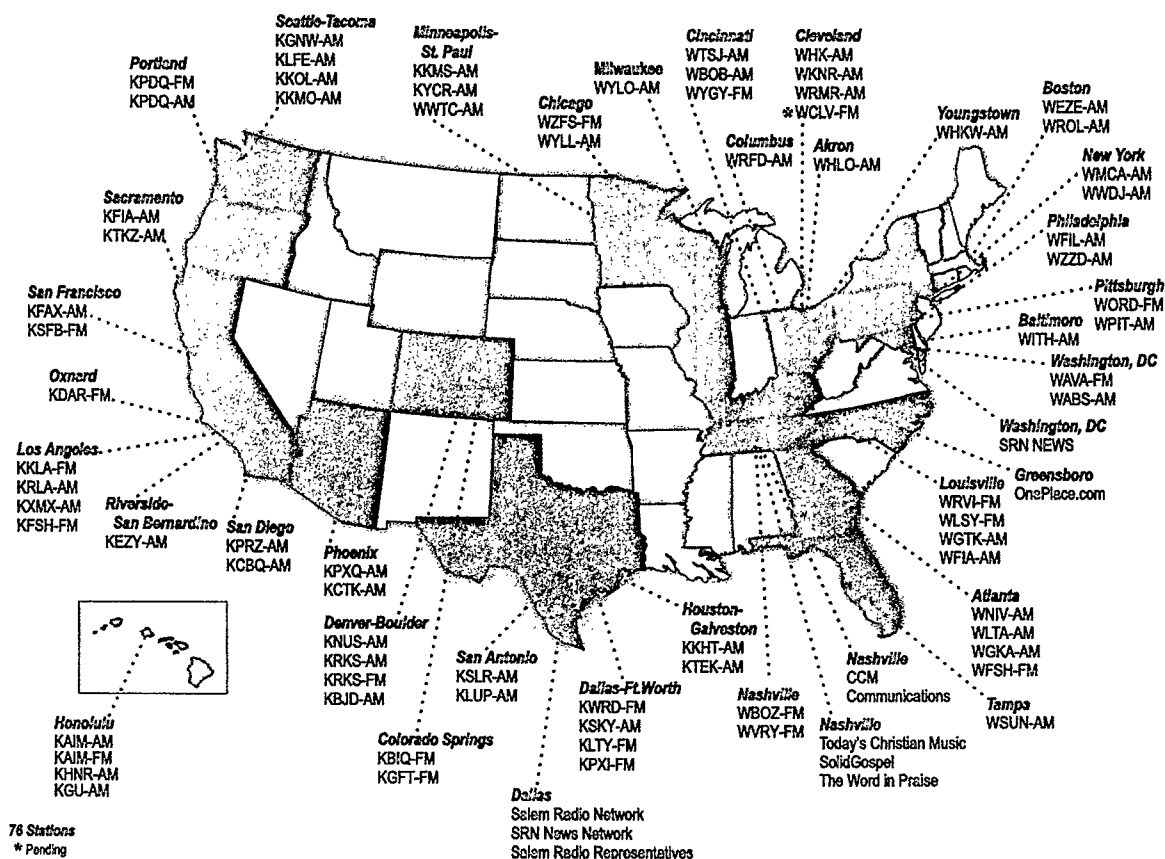 Seattle-Tacoma
KGNW-AM
KLFE-AM
KKOL-AM
KKMO-AM
Minneapolis-
St. Paul
KKMS-AM
KYCR-AM
WWTC-AM
Portland
KPDQ-FM
KPDQ-AM
Milwaukee
WYLO-AM
Chicago
WZFS-FM
WYLL-AM
Cincinnati
WTSJ-AM
WBOB-AM
WYGY-FM
Cleveland
WHK-AM
WKNR-AM
WRMR-AM
* WCLV-FM
Columbus
WRFD-AM
Akron
WHLO-AM
Youngstown
WHKW-AM
Boston
WEZE-AM
WROL-AM
New York
WMCA-AM
WWDJ-AM
Philadelphia
WFIL-AM
WZZD-AM
Pittsburgh
WORD-FM
WPIT-AM
Baltimore
WITH-AM
Washington, DC
WAVA-FM
WABS-AM
Washington, DC
SRN NEWS
Greensboro
OnePlace.com
Louisville
WRVI-FM
WLSY-FM
WGTK-AM
WFIA-AM
Atlanta
WNIV-AM
WLTA-AM
WGKA-AM
WFSH-FM
Tampa
WSUN-AM
Sacramento
KFIA-AM
KTKZ-AM
San Francisco
KFAX-AM
KSFB-FM
Oxnard
KDAR-FM
Los Angeles
KKLA-FM
KRLA-AM
KXMX-AM
KFSH-FM
Riverside-
San Bernardino
KEZY-AM
San Diego
KPRZ-AM
KCBQ-AM
Phoenix
KPXQ-AM
KCTK-AM
Denver-Boulder
KNUS-AM
KRKS-AM
KRKS-FM
KBJD-AM
Colorado Springs
KBIQ-FM
KGFT-FM
San Antonio
KSLR-AM
KLUP-AM
Dallas-Ft.Worth
KWRD-FM
KSKY-AM
KLTY-FM
KPXI-FM
Houston-
Galveston
KKHT-AM
KTEK-AM
Nashville
WBOZ-FM
WVRY-FM
Nashville
CCM
Communications
Nashville
Today's Christian Music
SolidGospel
The Word in Praise
Dallas
Salem Radio Network
SRN News Network
Salem Radio Representatives
Honolulu
KAIM-AM
KAIM-FM
KHNR-AM
KGU-AM
76 Stations
* Pending